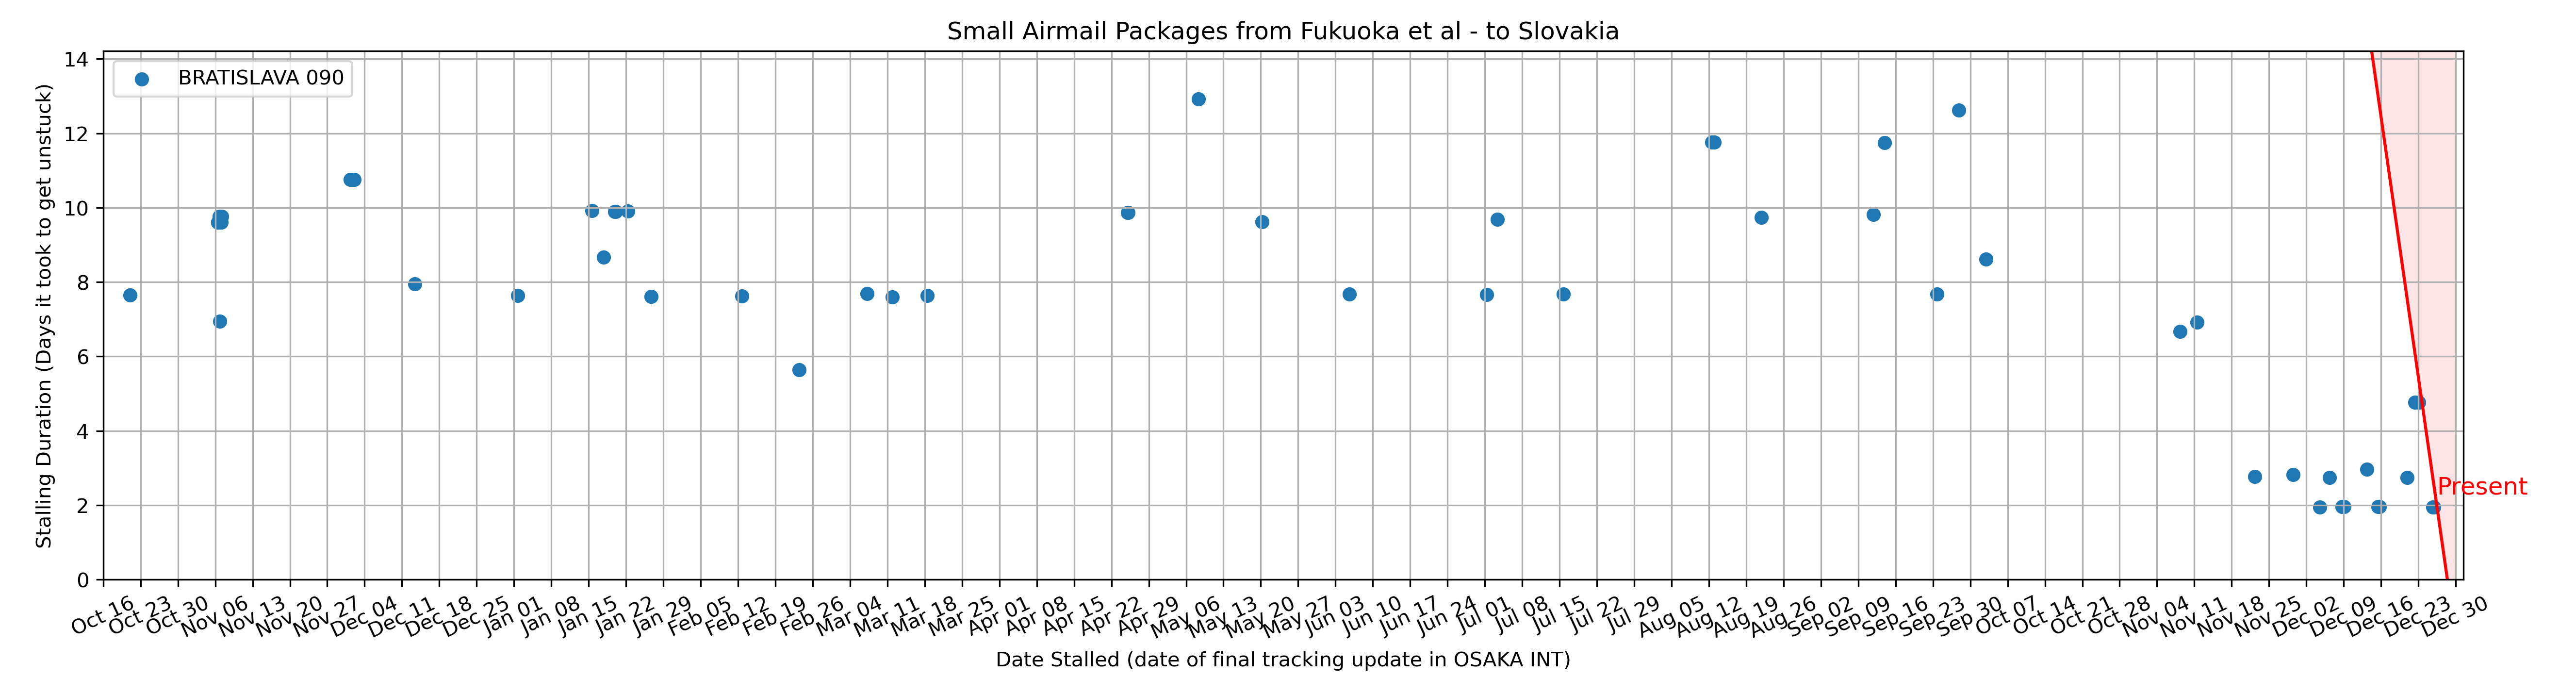 Small Airmail Packages from Fukuoka et al - to Slovakia
BRATISLAVA 090
Stalling Duration (Days it took to get unstuck)
14
12
10
8
6
4
2
0
Present
Oct 16
Oct 23
Oct 30
Nov 06
Nov 13
Nov 20
Nov 27
Dec 04
Dec 11
Dec 18
Dec 25
Jan 01
Jan 08
Jan 15
Jan 22
Jan 29
Feb 05
Feb 12
Feb 19
Feb 26
Mar 04
Mar 11
Mar 18
Mar 25
Apr 01
Apr 08
Apr 15
Apr 22
Apr 29
May 06
May 13
May 20
May 27
Jun 03
Jun 10
Jun 17
Jun 24
Jul 01
Jul 08
Jul 15
Jul 22
Jul 29
Aug 05
Aug 12
Aug 19
Aug 26
Sep 02
Sep 09
Sep 16
Sep 23
Sep 30
Oct 07
Oct 14
Oct 21
Oct 28
Nov 04
Nov 11
Nov 18
Nov 25
Dec 02
Dec 09
Dec 16
Dec 23
Dec 30
Date Stalled (date of final tracking update in OSAKA INT)